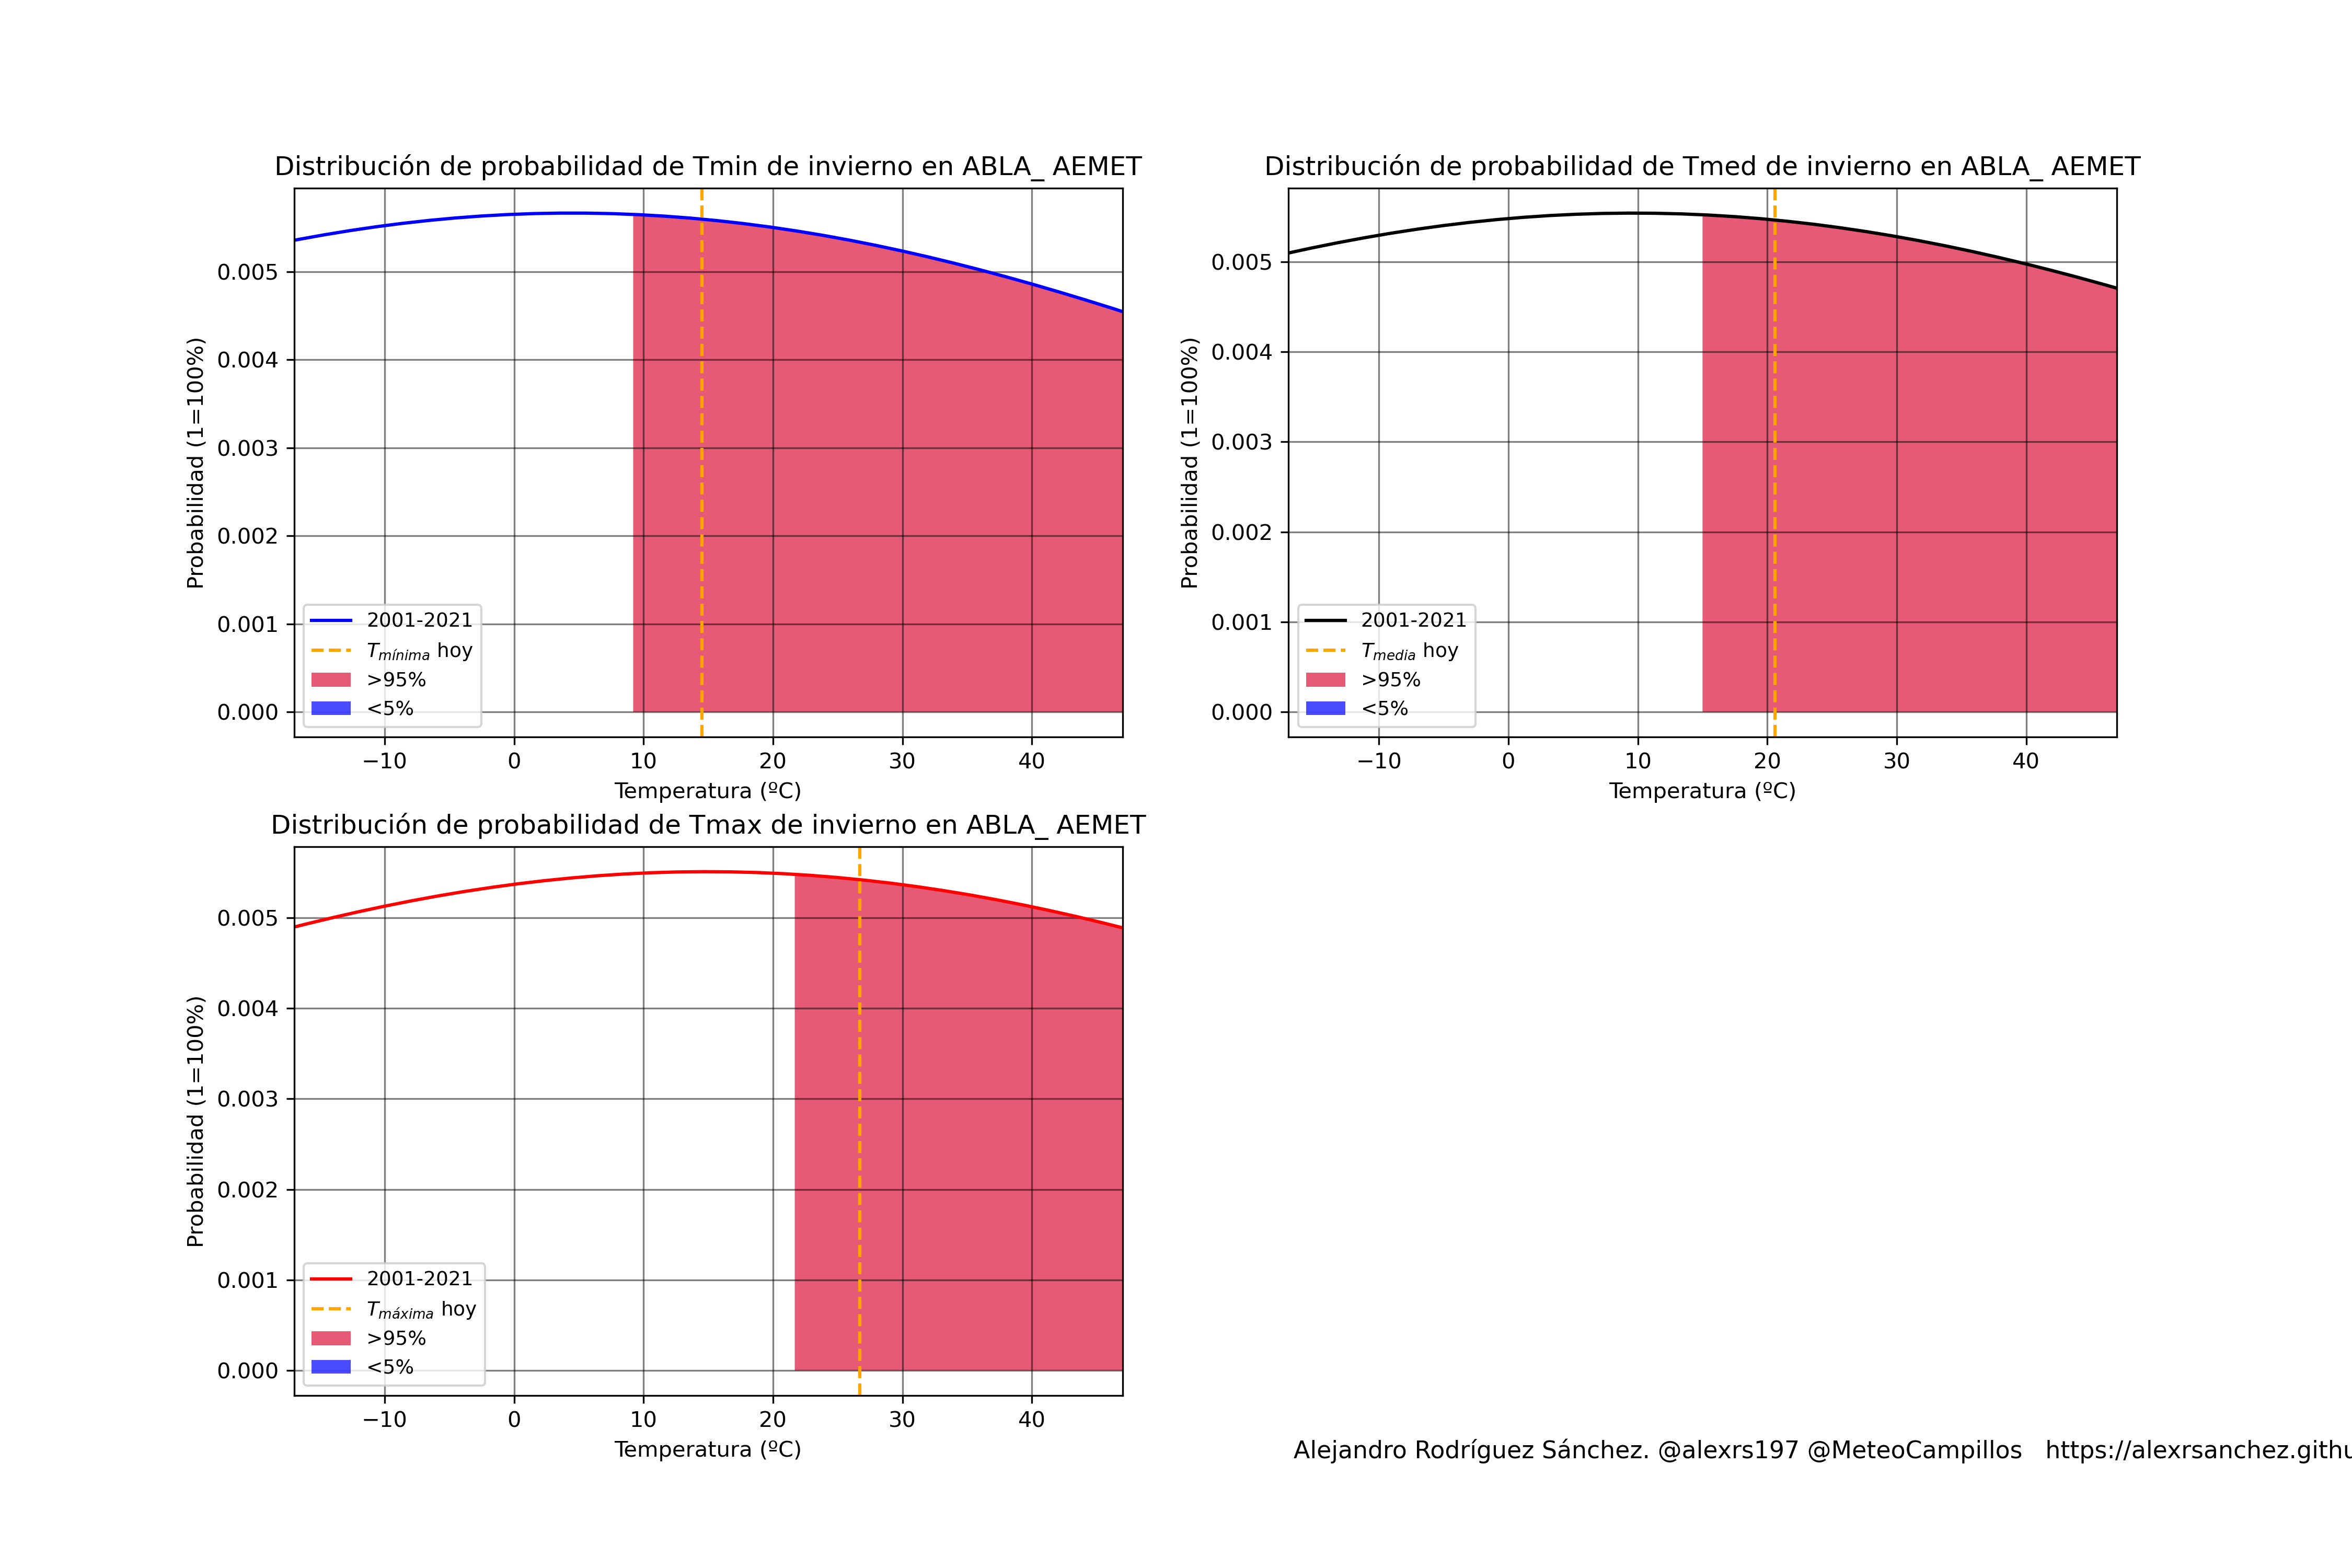 Distribución de probabilidad de Tmin de invierno en ABLA_ AEMET
Probabilidad (1=100%)
0.005
0.004
0.003
0.002
0.001
0.000
2001-2021
Tmínima hoy
>95%
<5%
−10 0 10 20 30 40
Temperatura (ºC)
Distribución de probabilidad de Tmed de invierno en ABLA_ AEMET
Probabilidad (1=100%)
0.005
0.004
0.003
0.002
0.001
0.000
2001-2021
Tmedia hoy
>95%
<5%
−10 0 10 20 30 40
Temperatura (ºC)
Distribución de probabilidad de Tmax de invierno en ABLA_ AEMET
Probabilidad (1=100%)
0.005
0.004
0.003
0.002
0.001
0.000
2001-2021
Tmáxima hoy
>95%
<5%
−10 0 10 20 30 40
Temperatura (ºC)
Alejandro Rodríguez Sánchez. @alexrs197 @MeteoCampillos https://alexrsanchez.githu